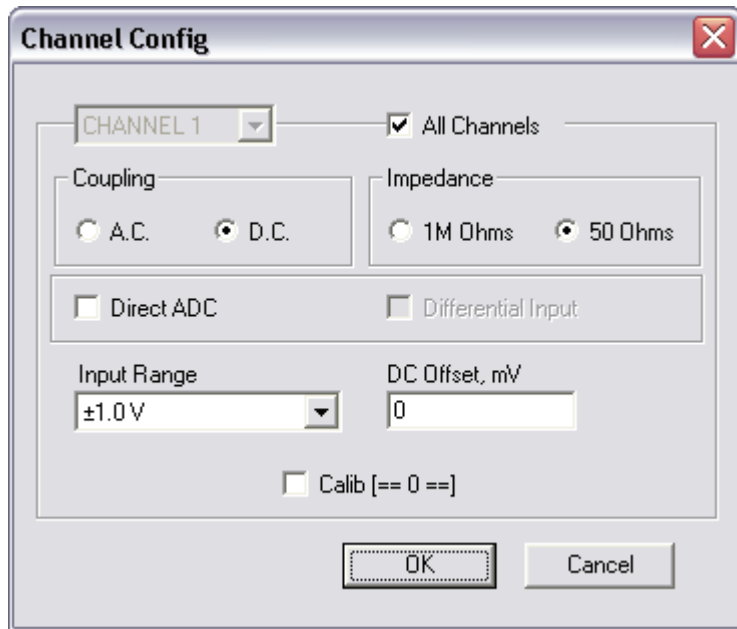 Channel Config
CHANNEL 1
All Channels
Coupling
A.C.
D.C.
Impedance
1M Ohms
50 Ohms
Direct ADC
Differential Input
Input Range
±1.0 V
DC Offset, mV
0
Calib [== 0 ==]
OK
Cancel